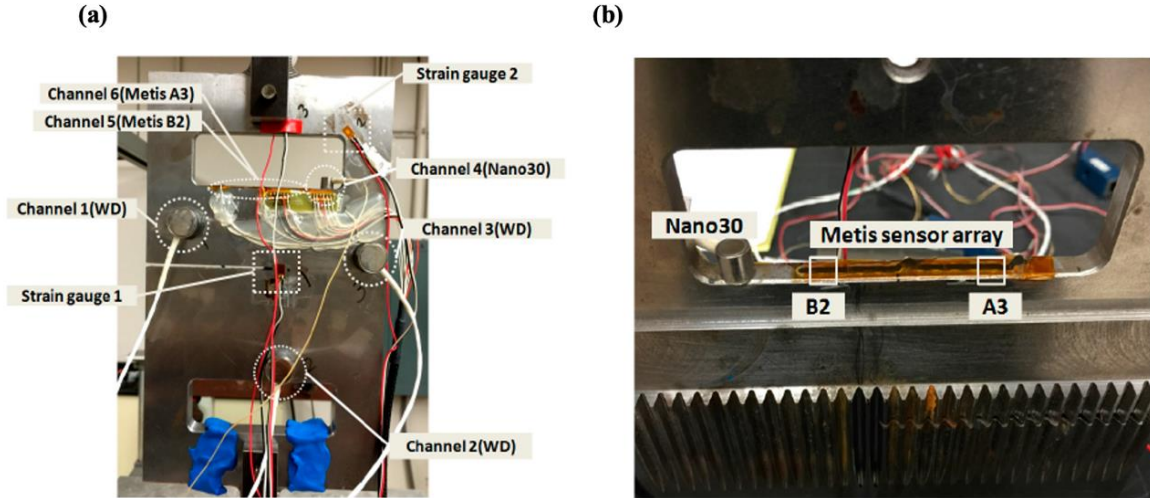 (a)
(b)
Strain gauge 2
Channel 6(Metis A3)
Channel 5(Metis B2)
Channel 4(Nano30)
Channel 1(WD)
Channel 3(WD)
Strain gauge 1
Channel 2(WD)
Nano30
Metis sensor array
B2
A3